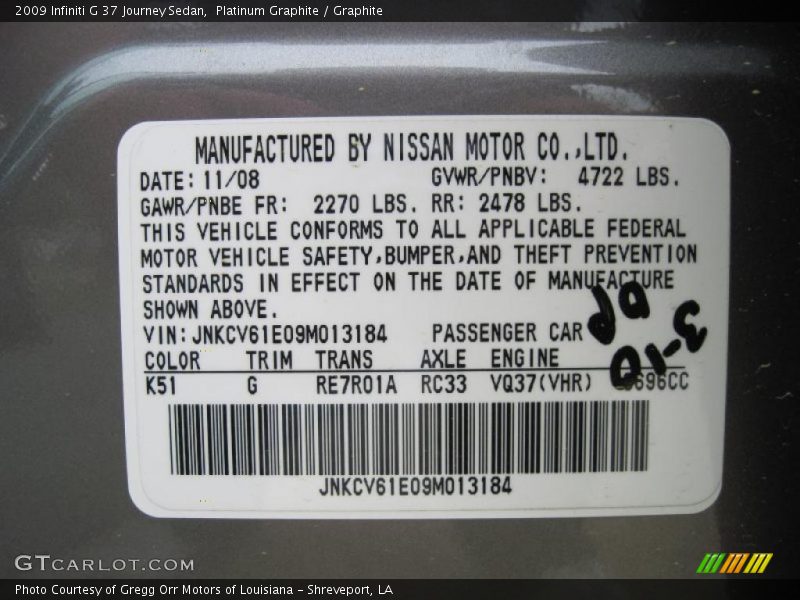 2009 Infiniti G 37 Journey Sedan, Platinum Graphite / Graphite
MANUFACTURED BY NISSAN MOTOR CO.,LTD.
DATE: 11/08 GVWR/PNBV: 4722 LBS.
GAWR/PNBE FR: 2270 LBS. RR: 2478 LBS.
THIS VEHICLE CONFORMS TO ALL APPLICABLE FEDERAL
MOTOR VEHICLE SAFETY,BUMPER,AND THEFT PREVENTION
STANDARDS IN EFFECT ON THE DATE OF MANUFACTURE
SHOWN ABOVE.
VIN:JNKCV61E09M013184 PASSENGER CAR
3-10
COLOR TRIM TRANS AXLE ENGINE
K51 G RE7R01A RC33 VQ37(VHR)
JNKCV61E09M013184
GTCARLOT.COM
Photo Courtesy of Gregg Orr Motors of Louisiana - Shreveport, LA